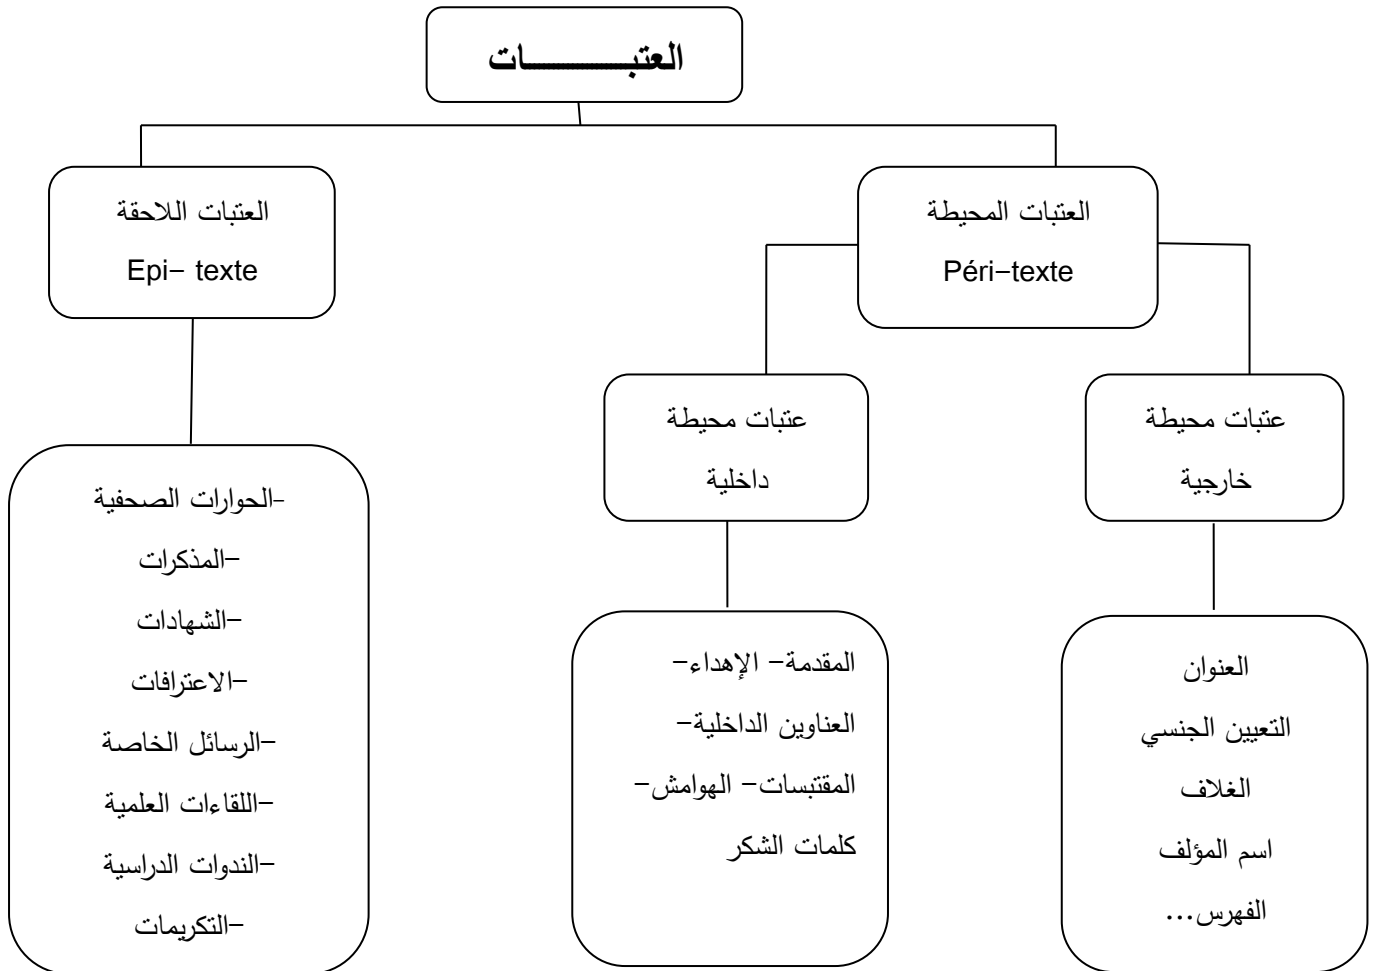 العتبـــــــــات
العتبات المحيطة
Péri-texte
العتبات اللاحقة
Epi- texte
عتبات محيطة
خارجية
عتبات محيطة
داخلية
العنوان
التعيين الجنسي
الغلاف
اسم المؤلف
الفهرس...
المقدمة- الإهداء-
العناوين الداخلية-
المقتبسات- الهوامش-
كلمات الشكر
-الحوارات الصحفية
-المذكرات
-الشهادات
-الاعترافات
-الرسائل الخاصة
-اللقاءات العلمية
-الندوات الدراسية
-التكريمات